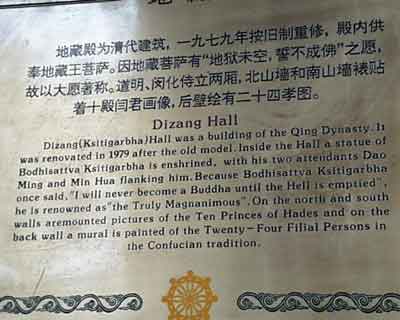 地藏殿为清代建筑，一九七九年按旧制重修，殿内供
奉地藏王菩萨。因地藏菩萨有"地狱未空，誓不成佛"之愿，
故以大愿著称。道明、闵化侍立两厢，北山墙和南山墙裱贴
着十殿闫君画像，后壁绘有二十四孝图。
Dizang Hall
Dizang(Ksitigarbha)Hall was a building of the Qing Dynasty.It
was renovated in 1979 after the old model. Inside the Hall a statue of
Bodhisattva Ksitigarbha is enshrined, with his two attendants Dao
Ming and Min Hua flanking him. Because Bodhisattva Ksitigarbha
once said,"I will never become a Buddha until the Hell is emptied",
he is renowned as"the Truly Magnanimous".On the north and south
walls aremounted pictures of the Ten Princes of Hades and on the
back wall a mural is painted of the Twenty-Four Filial Persons in
the Confucian tradition.